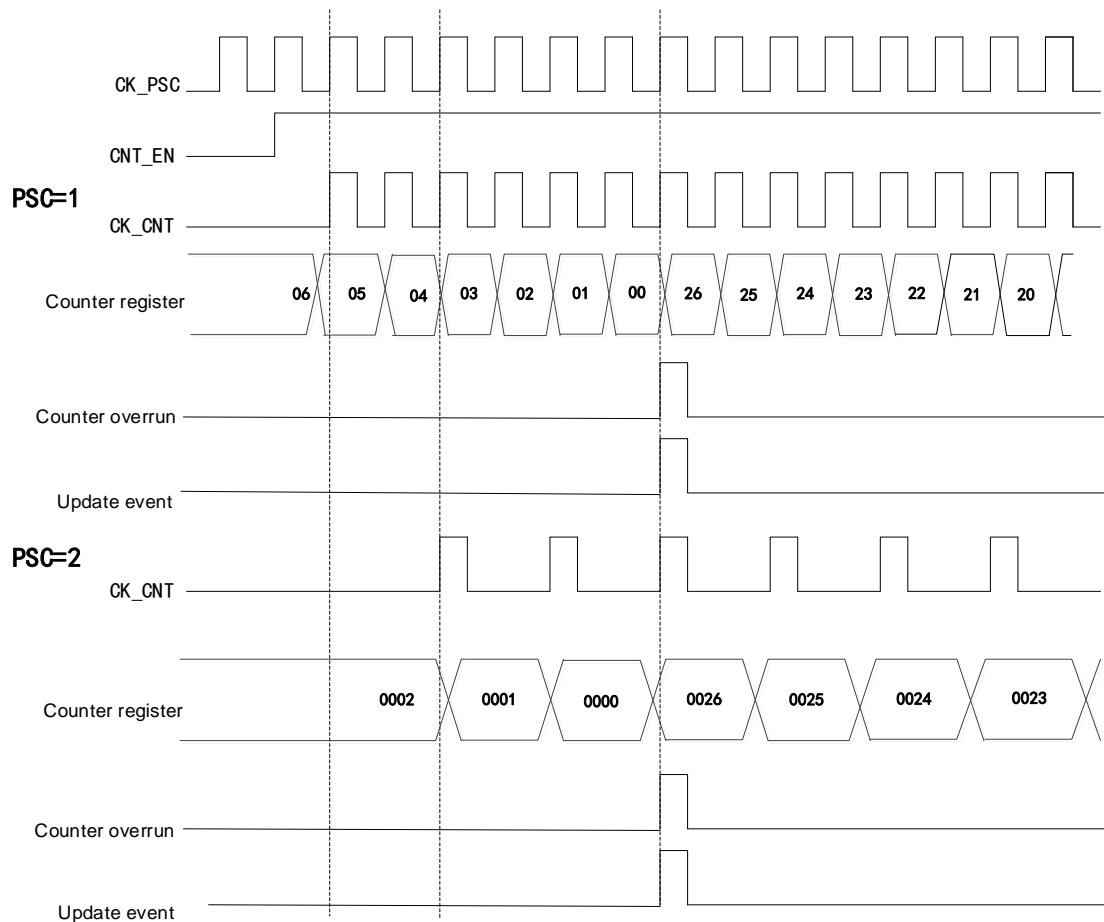 CK_PSC
CNT_EN
PSC=1
CK_CNT
Counter register 06 05 04 03 02 01 00 26 25 24 23 22 21 20
Counter overrun
Update event
PSC=2
CK_CNT
Counter register 0002 0001 0000 0026 0025 0024 0023
Counter overrun
Update event